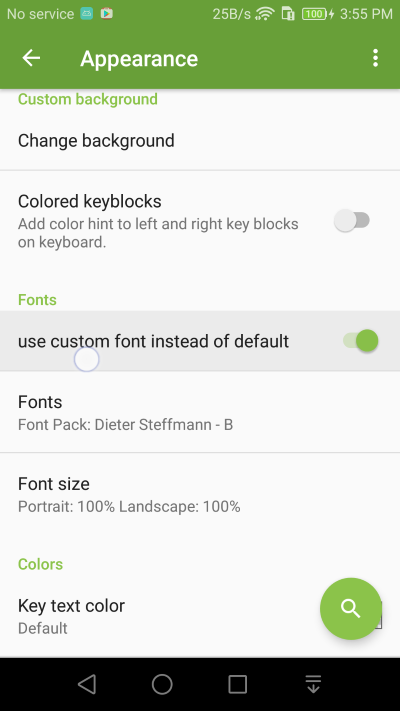 No service 25B/s 100 3:55 PM
Appearance
Custom background
Change background
Colored keyblocks
Add color hint to left and right key blocks
on keyboard.
Fonts
use custom font instead of default
Fonts
Font Pack: Dieter Steffmann - B
Font size
Portrait: 100% Landscape: 100%
Colors
Key text color
Default